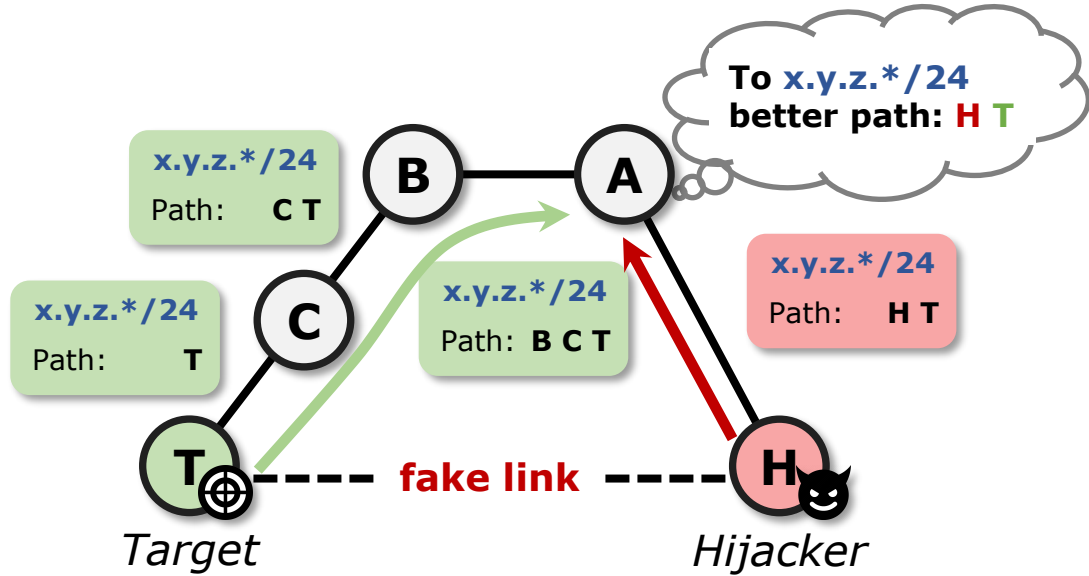 To x.y.z.*/24
better path: H T
B
A
x.y.z.*/24
Path: C T
x.y.z.*/24
Path: B C T
x.y.z.*/24
Path: H T
C
x.y.z.*/24
Path: T
T
fake link
H
Target
Hijacker